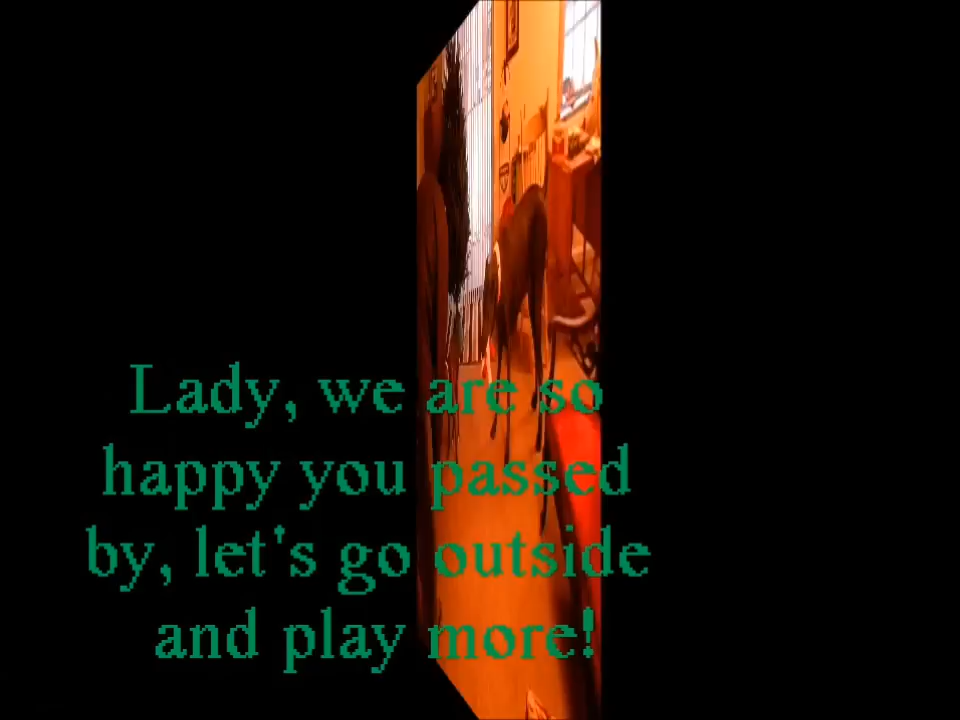 Lady, we are so
happy you passed
by, let's go outside
and play more!